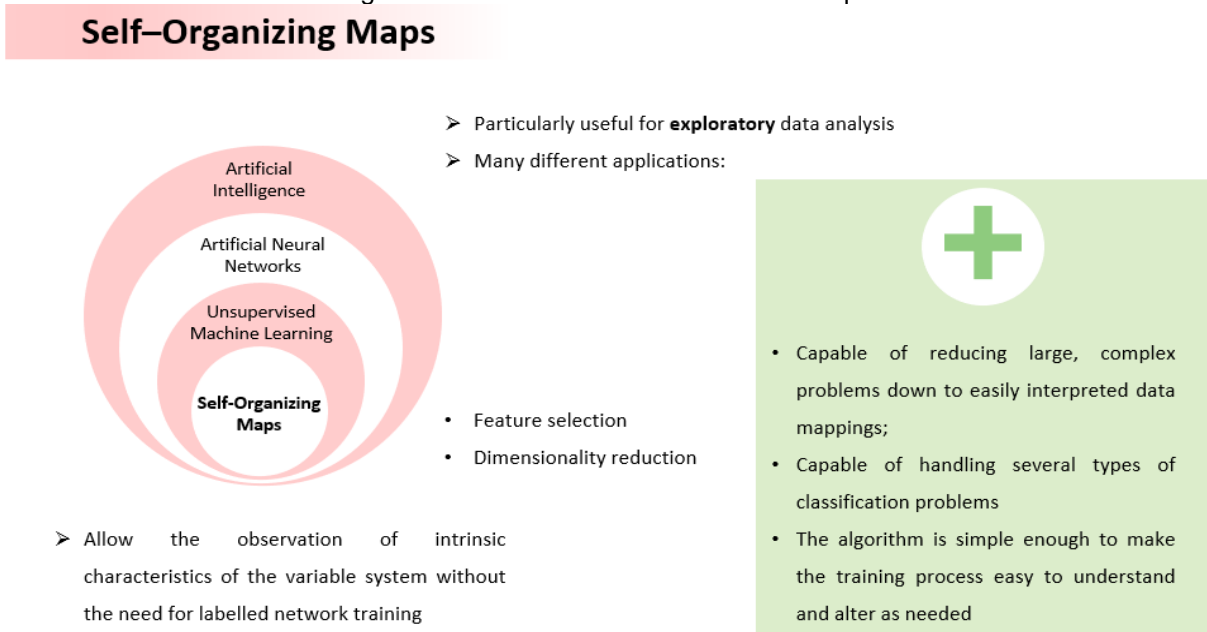 Self–Organizing Maps
➢ Particularly useful for exploratory data analysis
➢ Many different applications:
Artificial
Intelligence
Artificial Neural
Networks
Unsupervised
Machine Learning
Self-Organizing
Maps
• Feature selection
• Dimensionality reduction
➢ Allow the observation of intrinsic
characteristics of the variable system without
the need for labelled network training
• Capable of reducing large, complex
problems down to easily interpreted data
mappings;
• Capable of handling several types of
classification problems
• The algorithm is simple enough to make
the training process easy to understand
and alter as needed